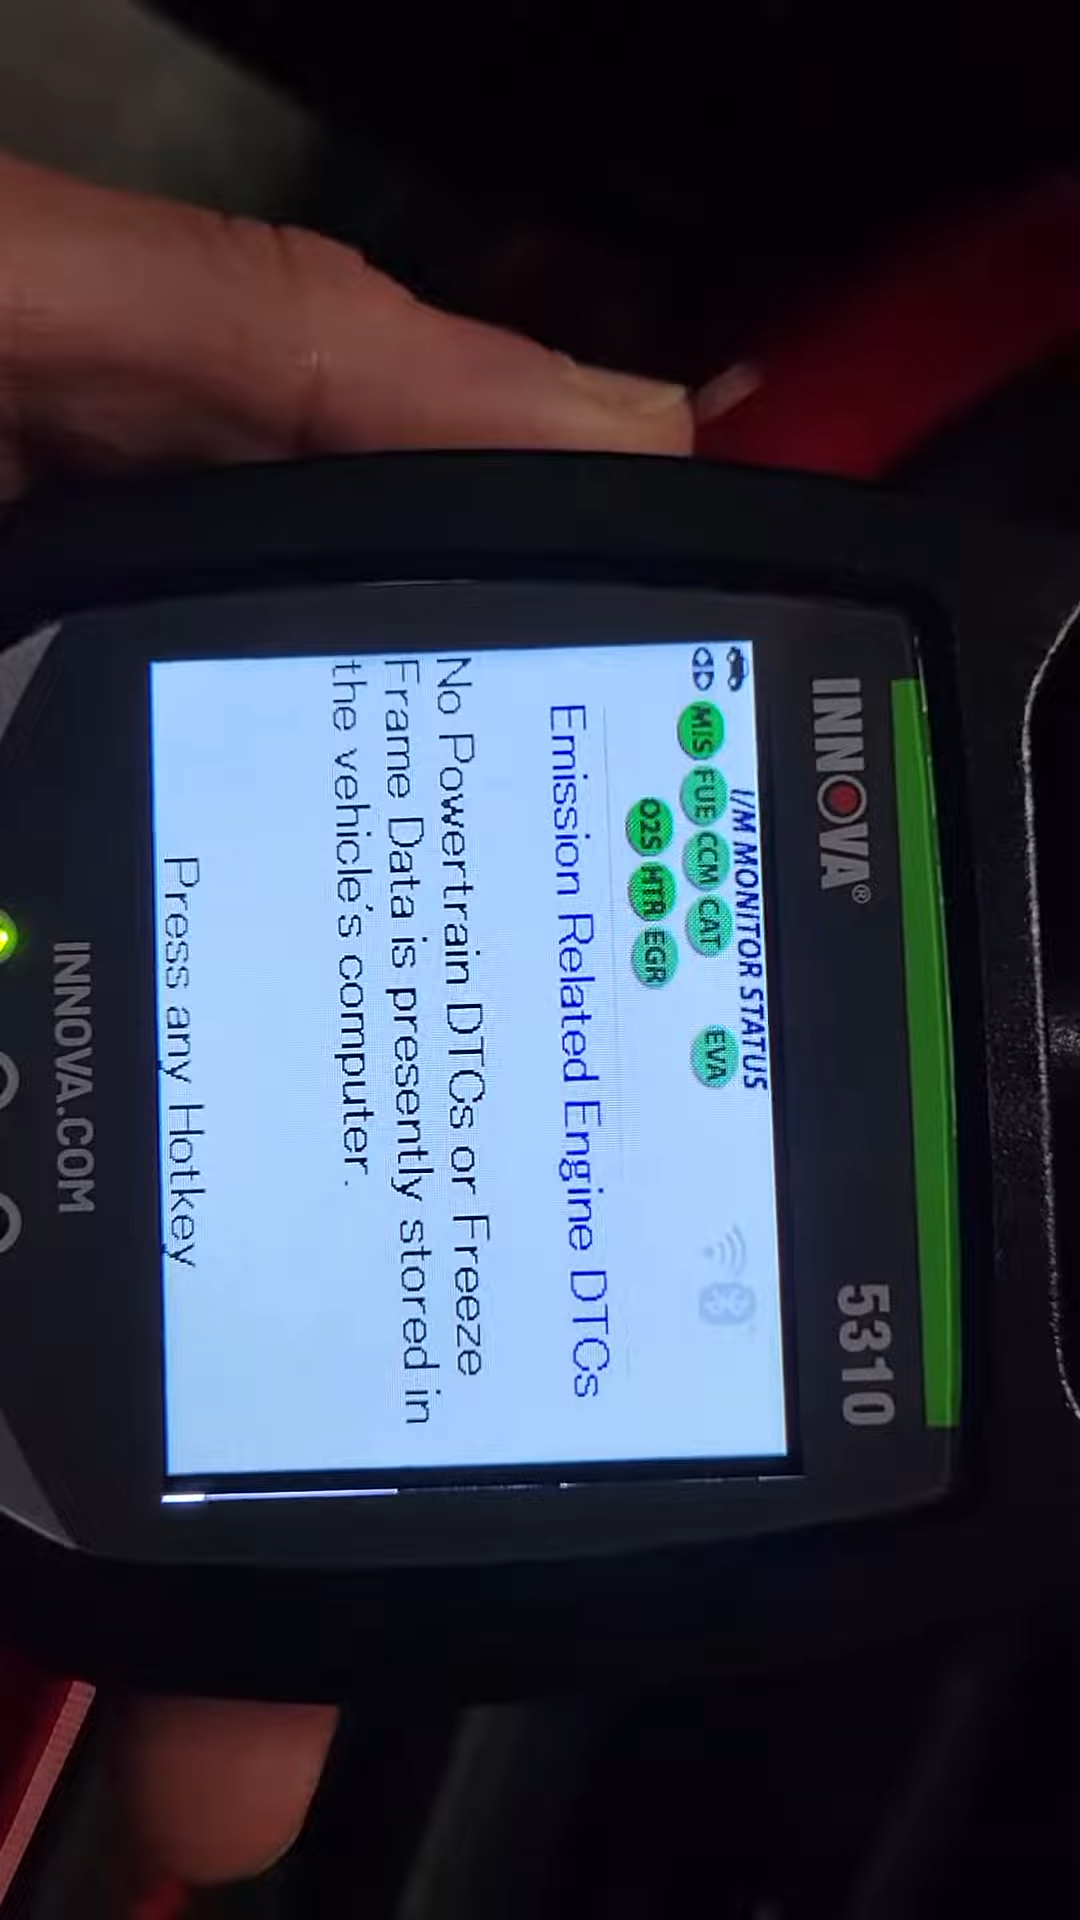 INNOVA® 5310
I/M MONITOR STATUS
MIS FUE CCM CAT EVA
O2S HTR EGR
Emission Related Engine DTCs
No Powertrain DTCs or Freeze
Frame Data is presently stored in
the vehicle's computer.
Press any Hotkey
INNOVA.COM